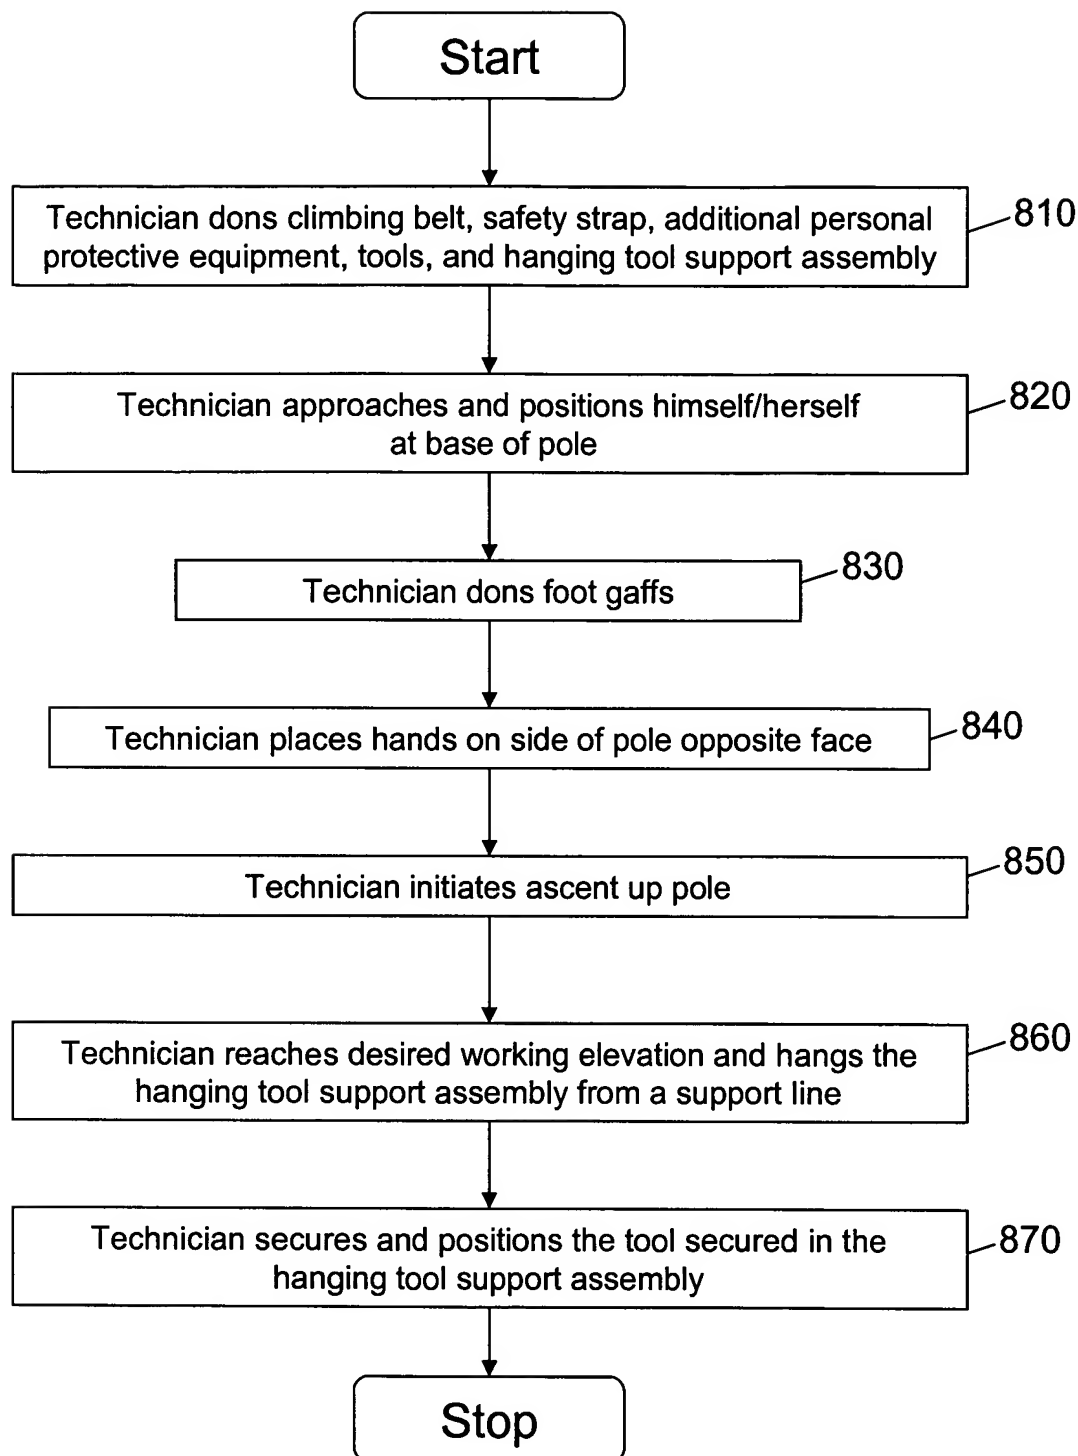 Start
Technician dons climbing belt, safety strap, additional personal
protective equipment, tools, and hanging tool support assembly
810
Technician approaches and positions himself/herself
at base of pole
820
Technician dons foot gaffs
830
Technician places hands on side of pole opposite face
840
Technician initiates ascent up pole
850
Technician reaches desired working elevation and hangs the
hanging tool support assembly from a support line
860
Technician secures and positions the tool secured in the
hanging tool support assembly
870
Stop